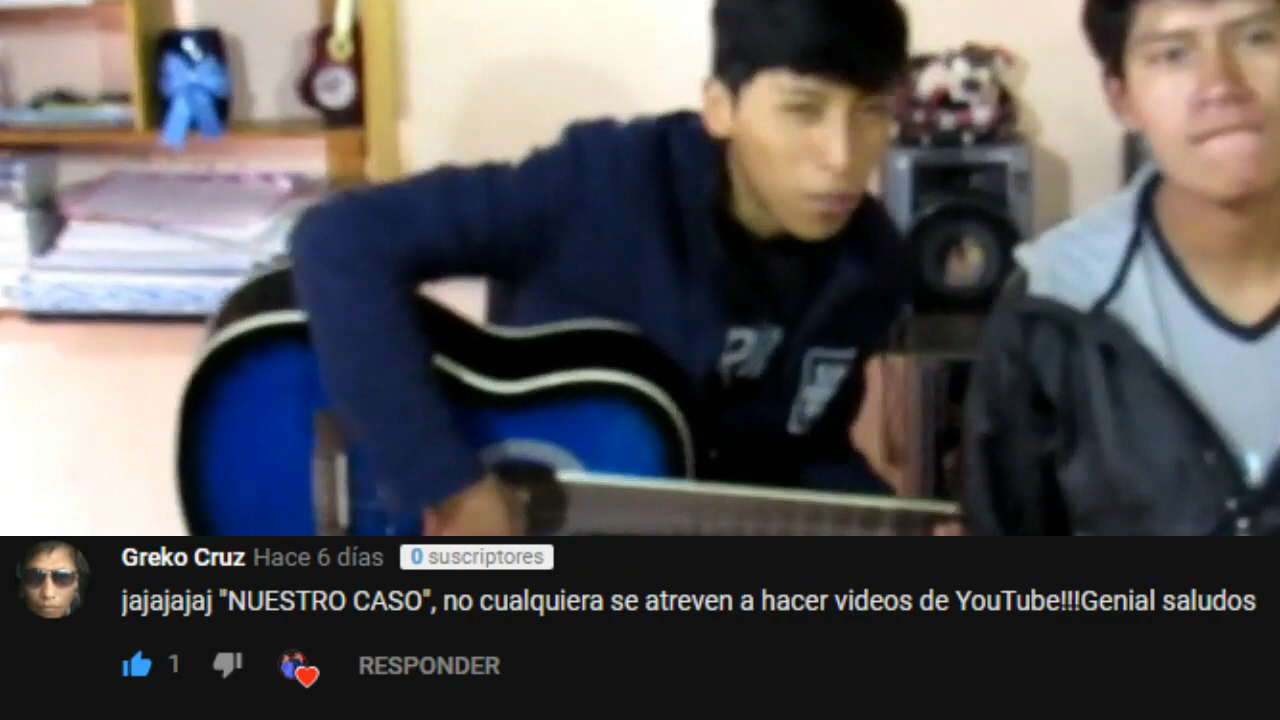 Greko Cruz Hace 6 días 0 suscriptores
jajajajaj "NUESTRO CASO", no cualquiera se atreven a hacer videos de YouTube!!!Genial saludos
1 RESPONDER